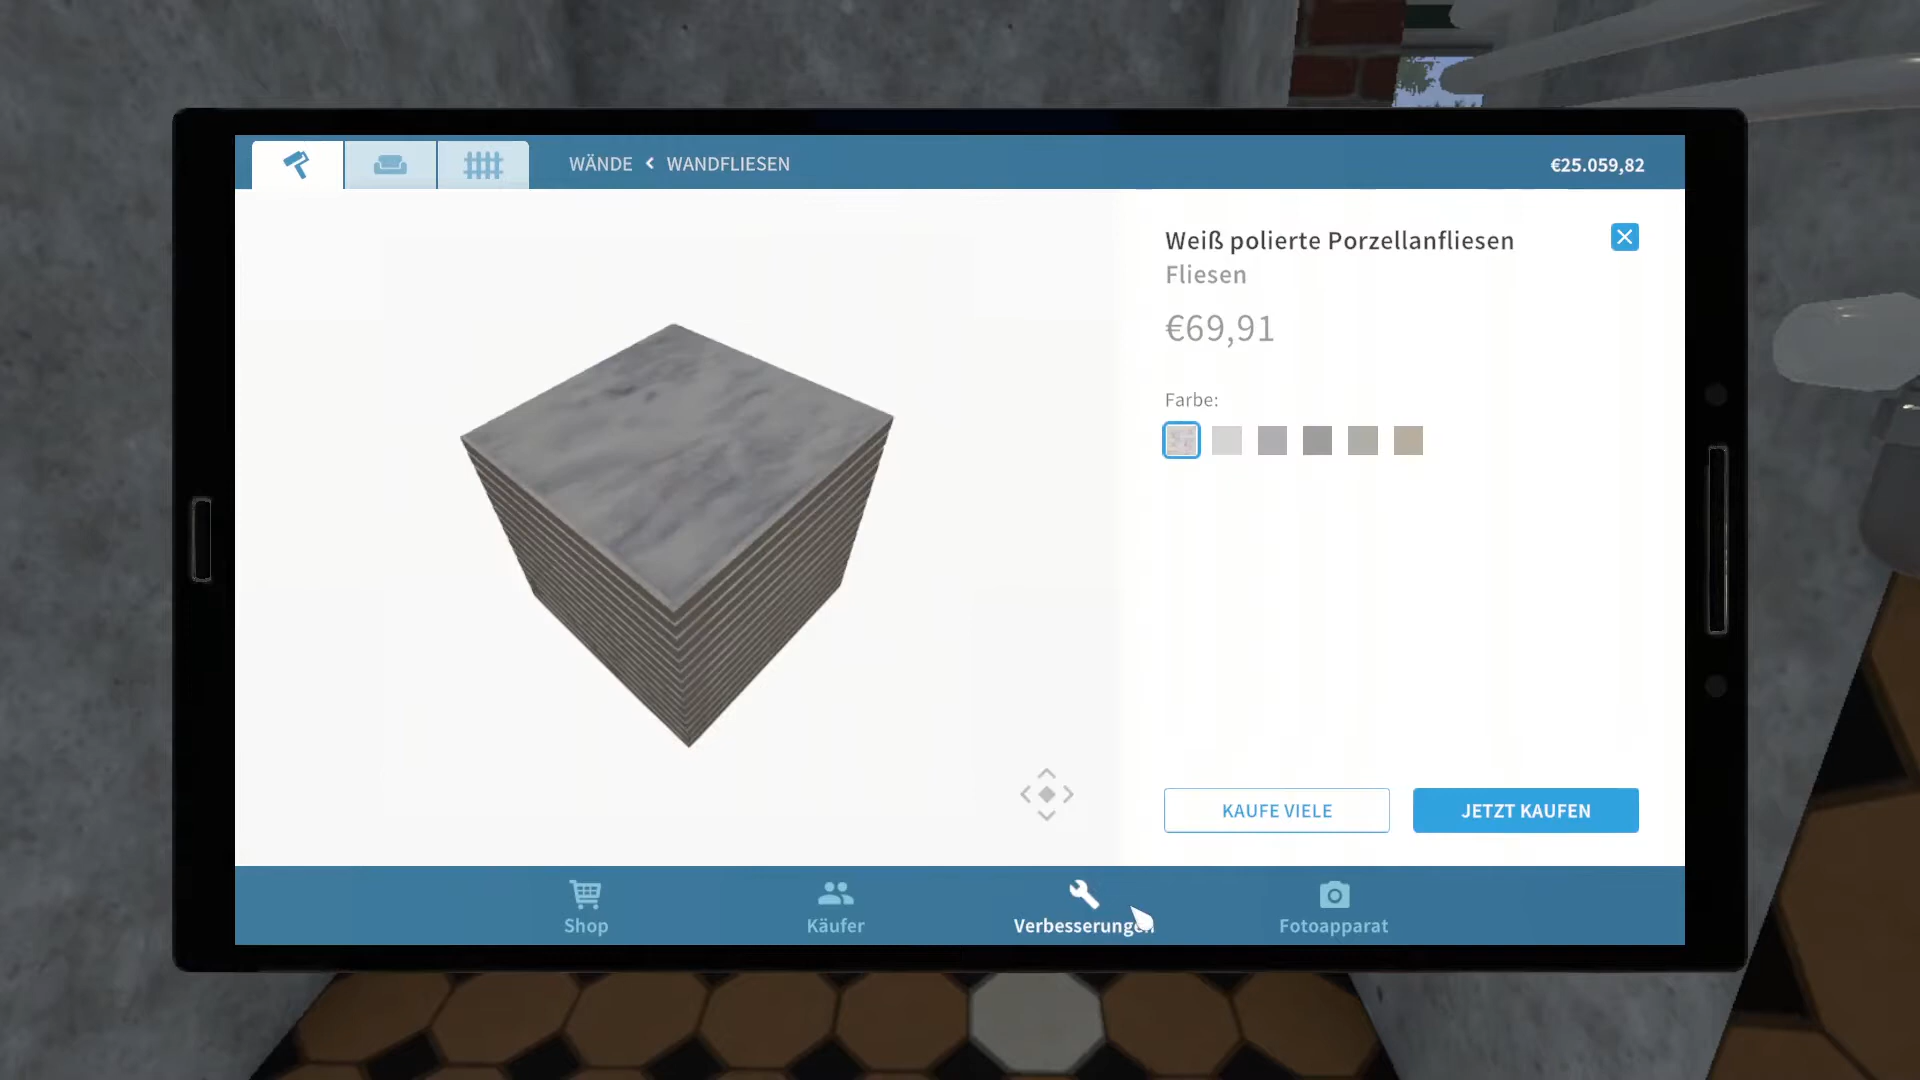 WÄNDE < WANDFLIESEN
€25.059,82
Weiß polierte Porzellanfliesen
Fliesen
€69,91
Farbe:
KAUFE VIELE
JETZT KAUFEN
Shop
Käufer
Verbesserungen
Fotoapparat